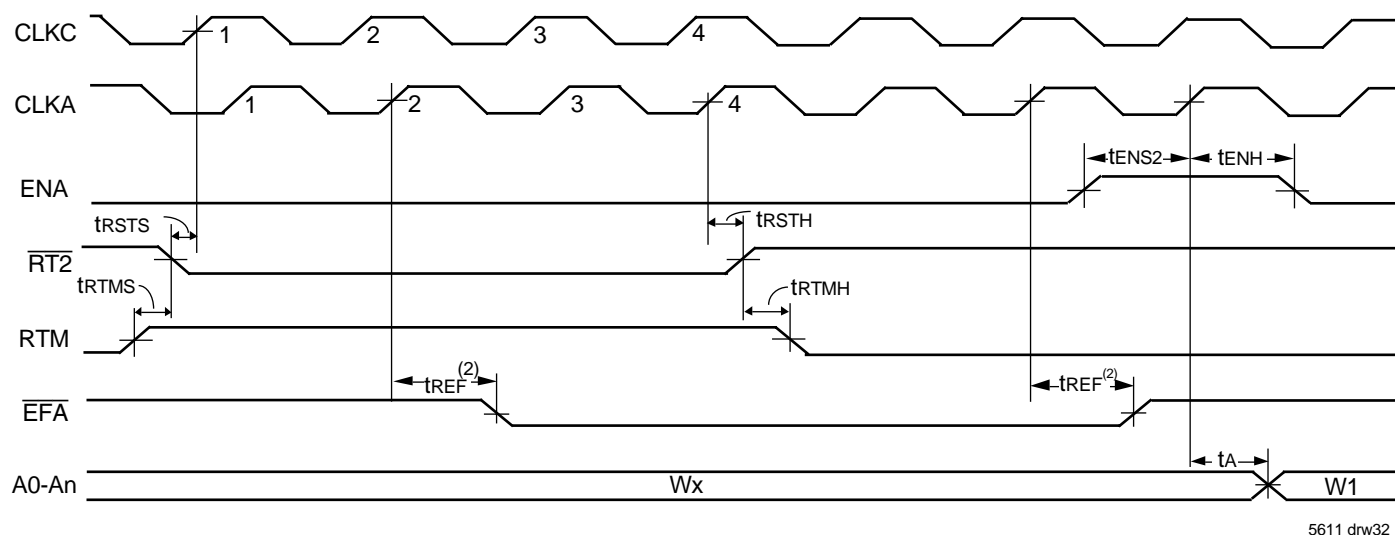 CLKC 1 2 3 4
CLKA 1 2 3 4
ENA tENS2 tENH
tRSTS tRSTH
RT2
tRTMS tRTMH
RTM
tREF(2) tREF(2)
EFA
tA
A0-An Wx W1
5611 drw32